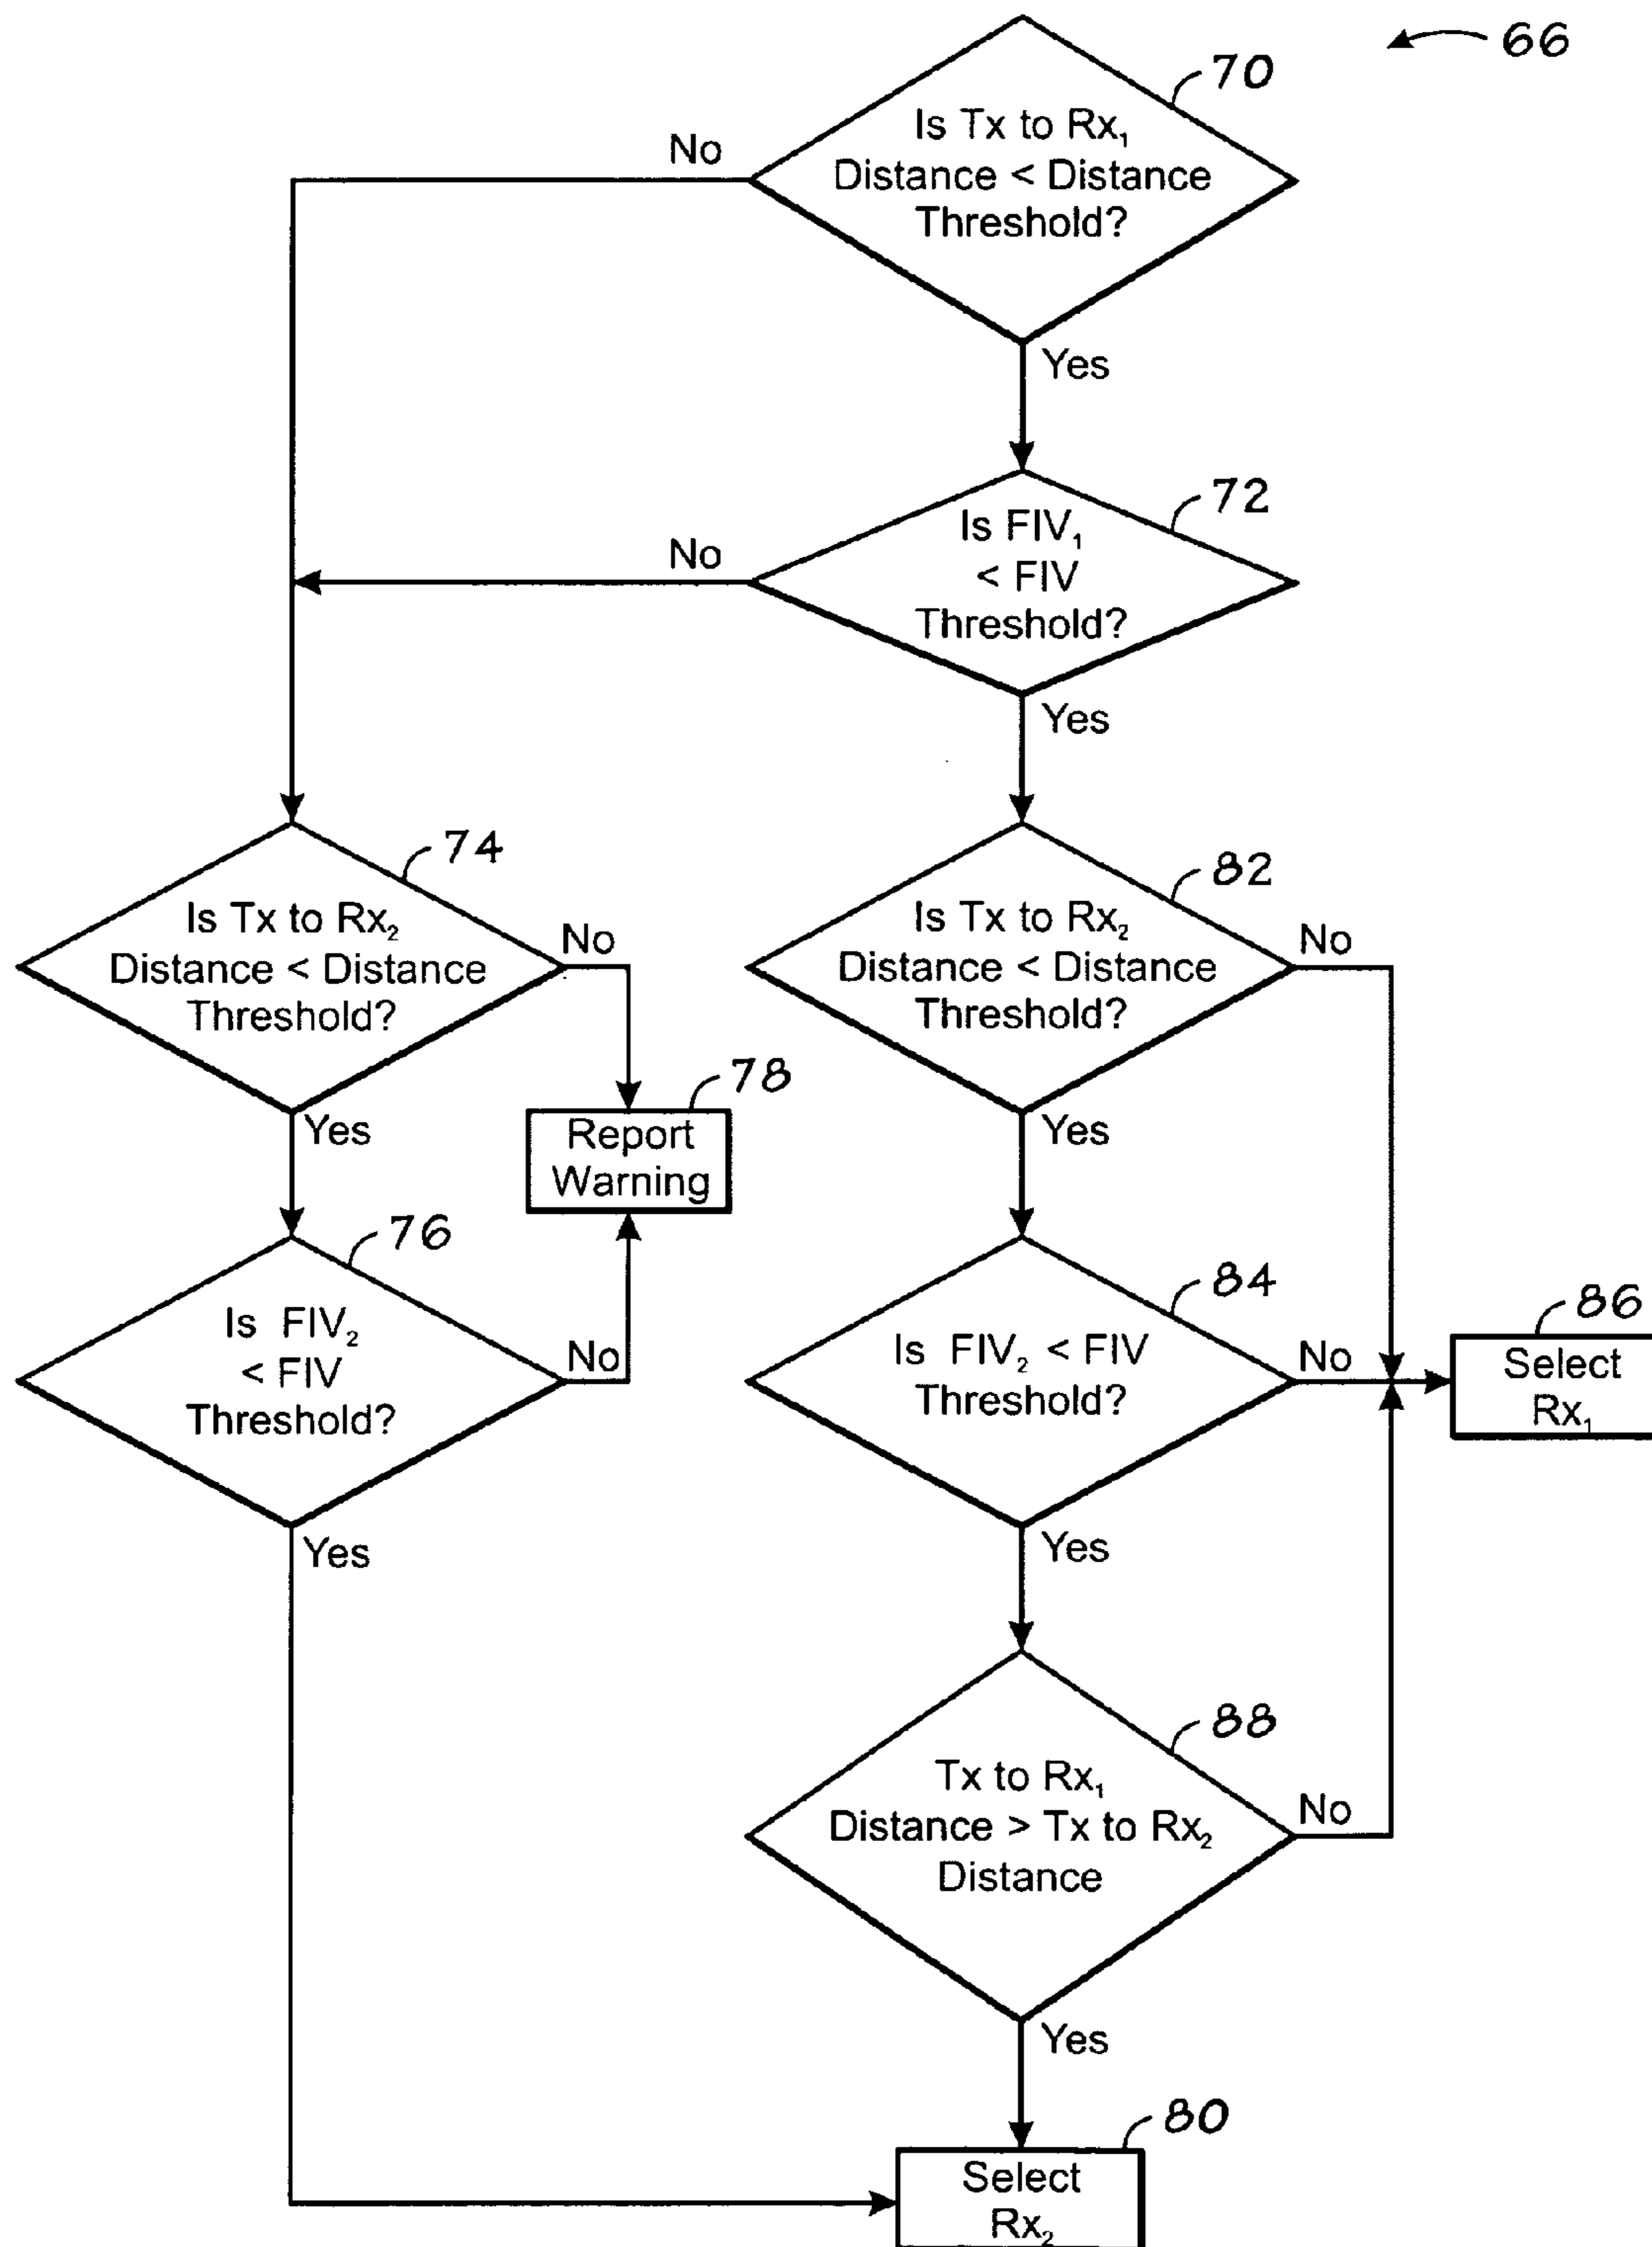 66
70
Is Tx to Rx₁
Distance < Distance
Threshold?
No
Yes
72
Is FIV₁
< FIV
Threshold?
No
Yes
74
Is Tx to Rx₂
Distance < Distance
Threshold?
No
Yes
82
Is Tx to Rx₂
Distance < Distance
Threshold?
No
Yes
78
Report
Warning
76
Is FIV₂
< FIV
Threshold?
No
Yes
84
Is FIV₂ < FIV
Threshold?
No
Yes
86
Select
Rx₁
88
Tx to Rx₁
Distance > Tx to Rx₂
Distance
No
Yes
80
Select
Rx₂